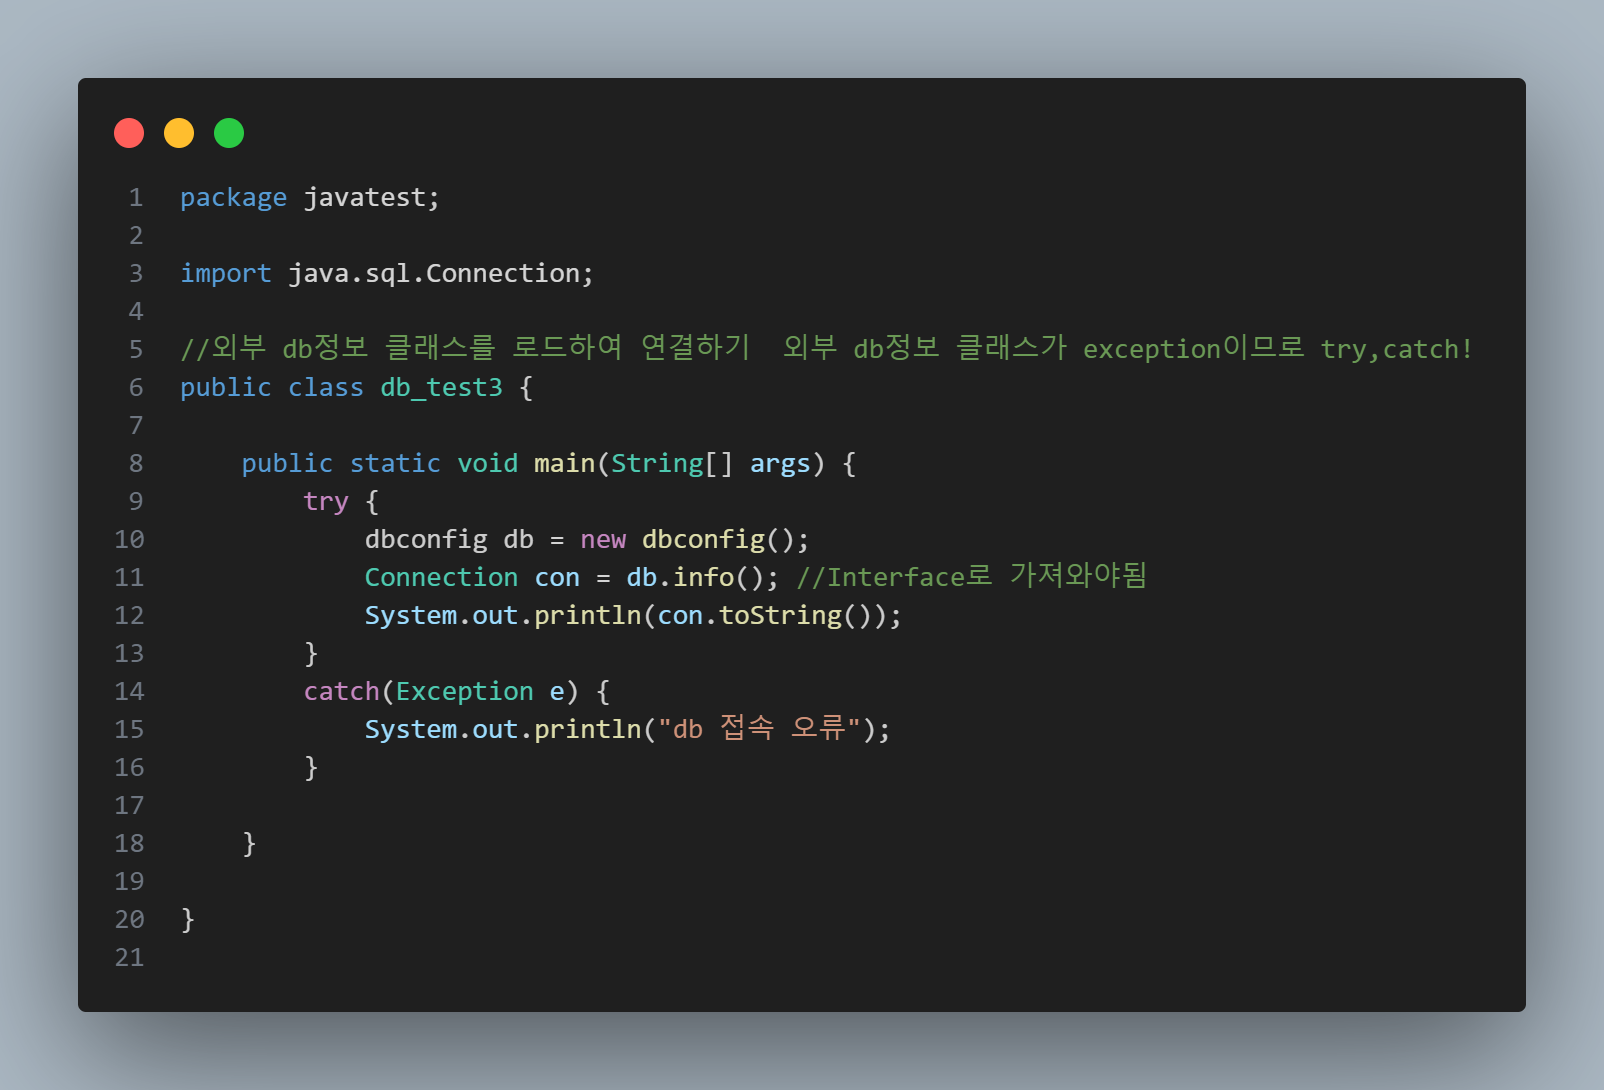 1 package javatest;
2
3 import java.sql.Connection;
4
5 //외부 db정보 클래스를 로드하여 연결하기  외부 db정보 클래스가 exception이므로 try,catch!
6 public class db_test3 {
7
8     public static void main(String[] args) {
9         try {
10             dbconfig db = new dbconfig();
11             Connection con = db.info(); //Interface로 가져와야됨
12             System.out.println(con.toString());
13         }
14         catch(Exception e) {
15             System.out.println("db 접속 오류");
16         }
17
18     }
19
20 }
21